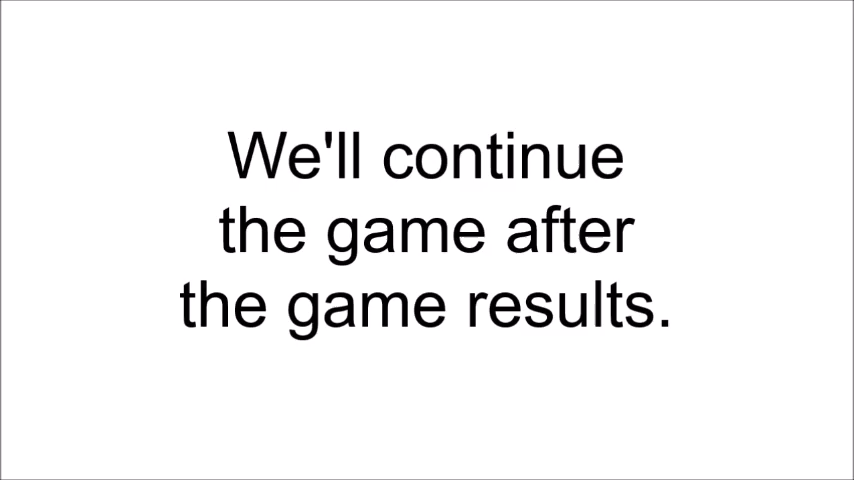 We'll continue
the game after
the game results.